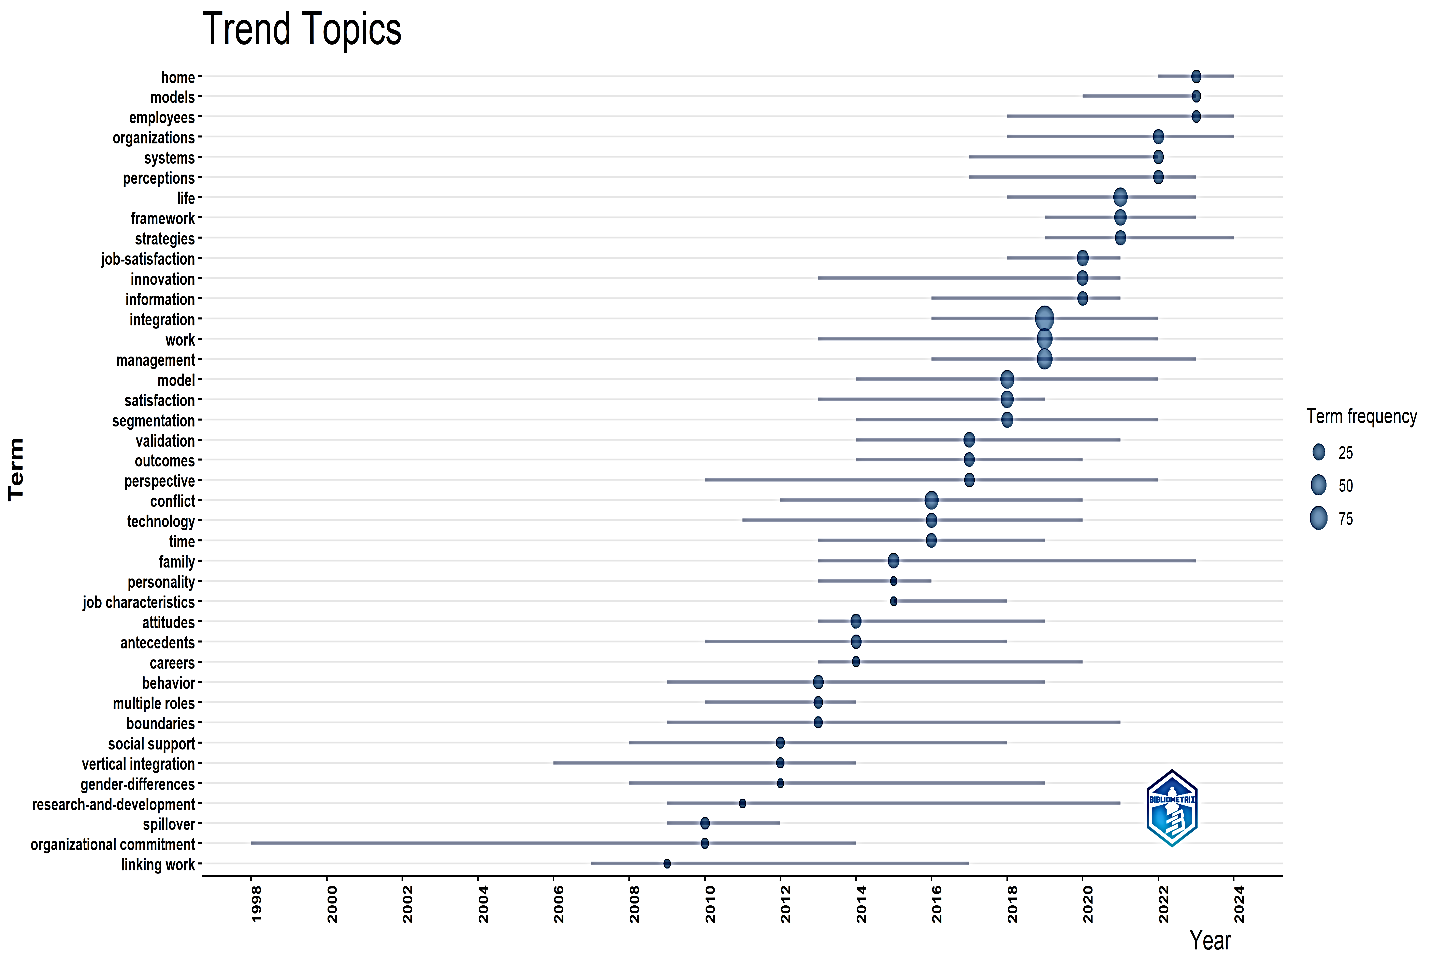 Trend Topics
home
models
employees
organizations
systems
perceptions
life
framework
strategies
job-satisfaction
innovation
information
integration
work
management
model
satisfaction
segmentation
validation
outcomes
perspective
conflict
technology
time
family
personality
job characteristics
attitudes
antecedents
careers
behavior
multiple roles
boundaries
social support
vertical integration
gender-differences
research-and-development
spillover
organizational commitment
linking work
Term
1998
2000
2002
2004
2006
2008
2010
2012
2014
2016
2018
2020
2022
2024
Year
Term frequency
25
50
75
BIBLIOMETRIX